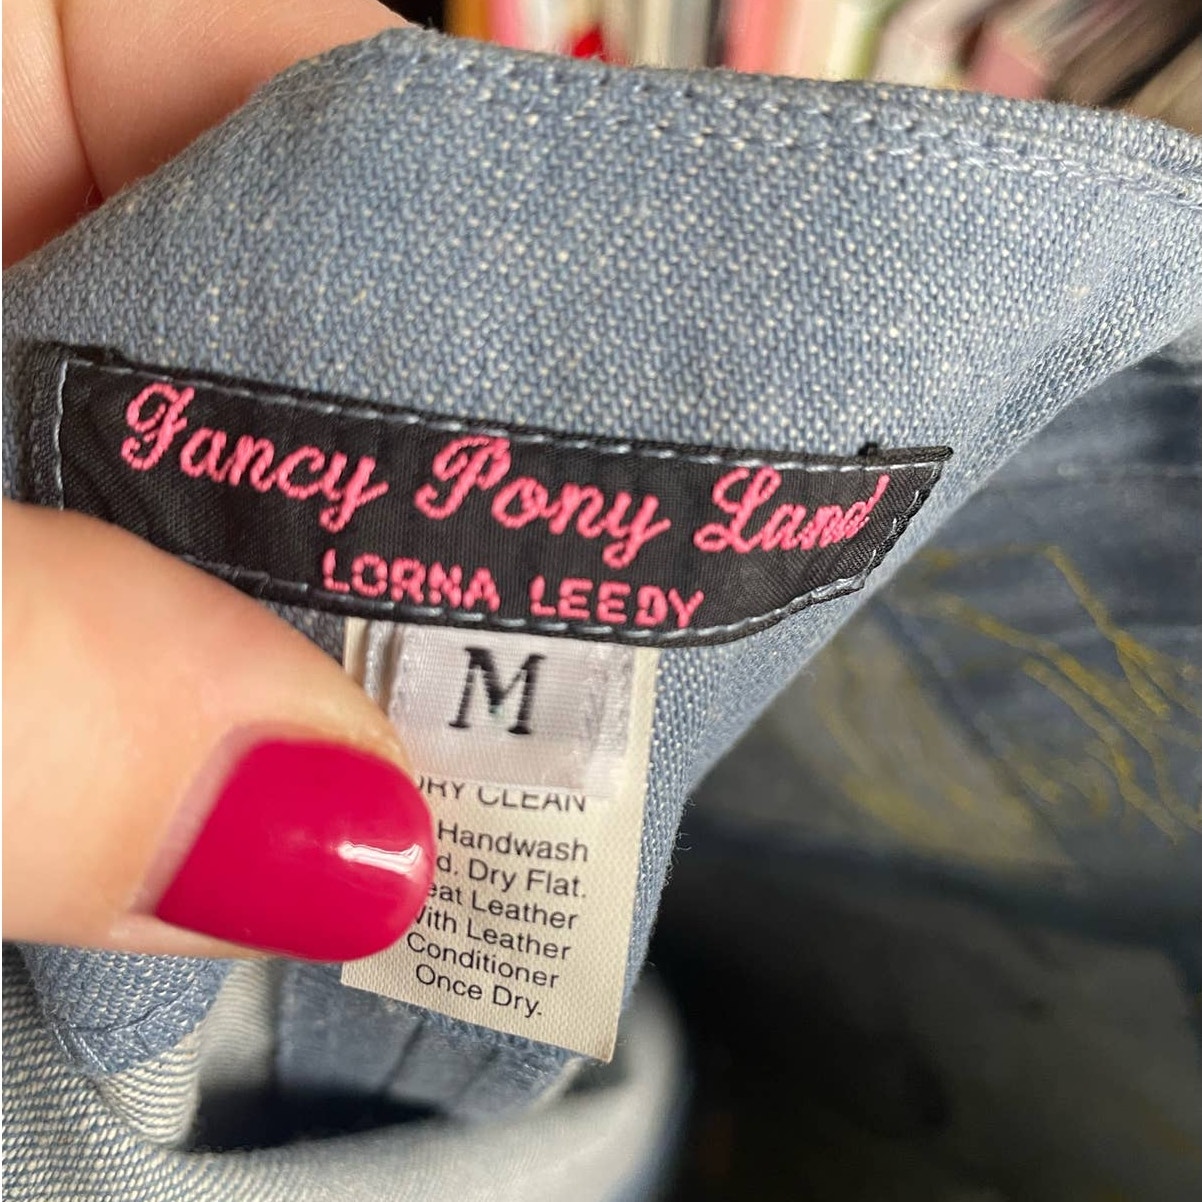 Fancy Pony Land
LORNA LEEDY
M
DRY CLEAN
Handwash
Dry Flat.
Leather
With Leather
Conditioner
Once Dry.